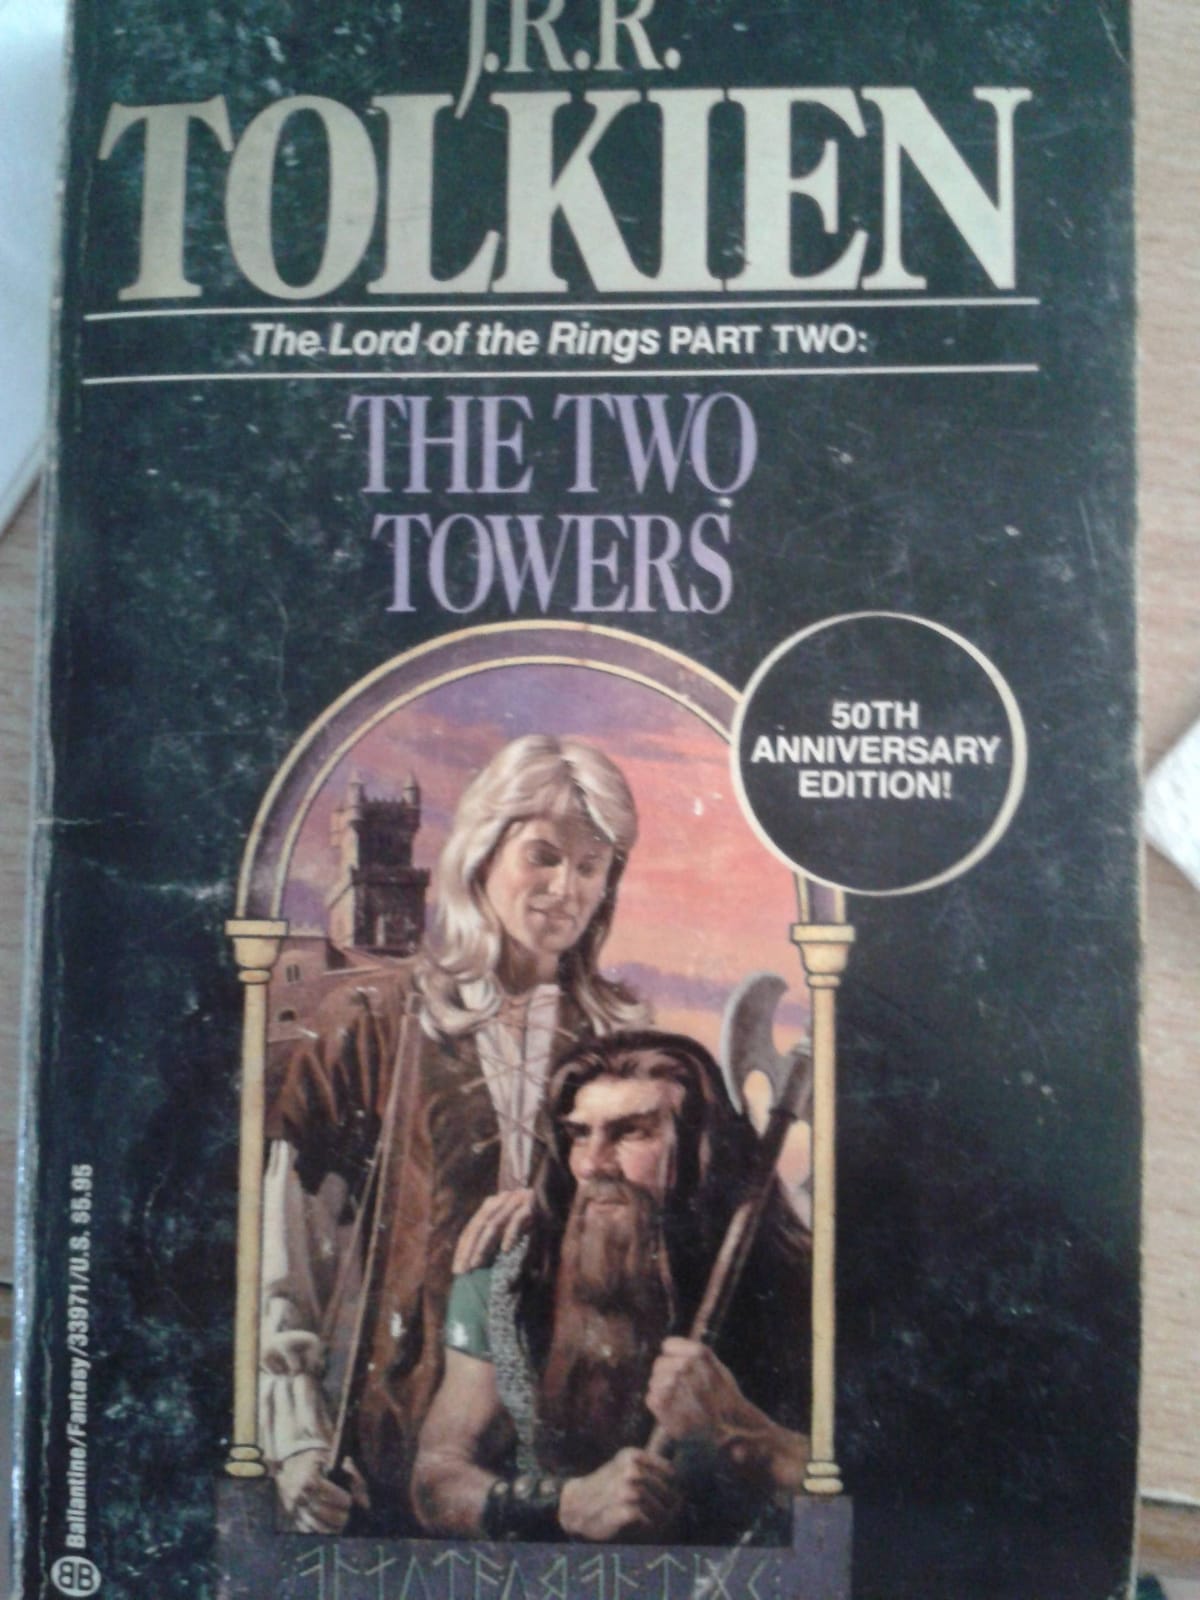 J.R.R.
TOLKIEN
The Lord of the Rings PART TWO:
THE TWO
TOWERS
50TH
ANNIVERSARY
EDITION!
Ballantine/Fantasy/33971/U.S. $5.95
BB